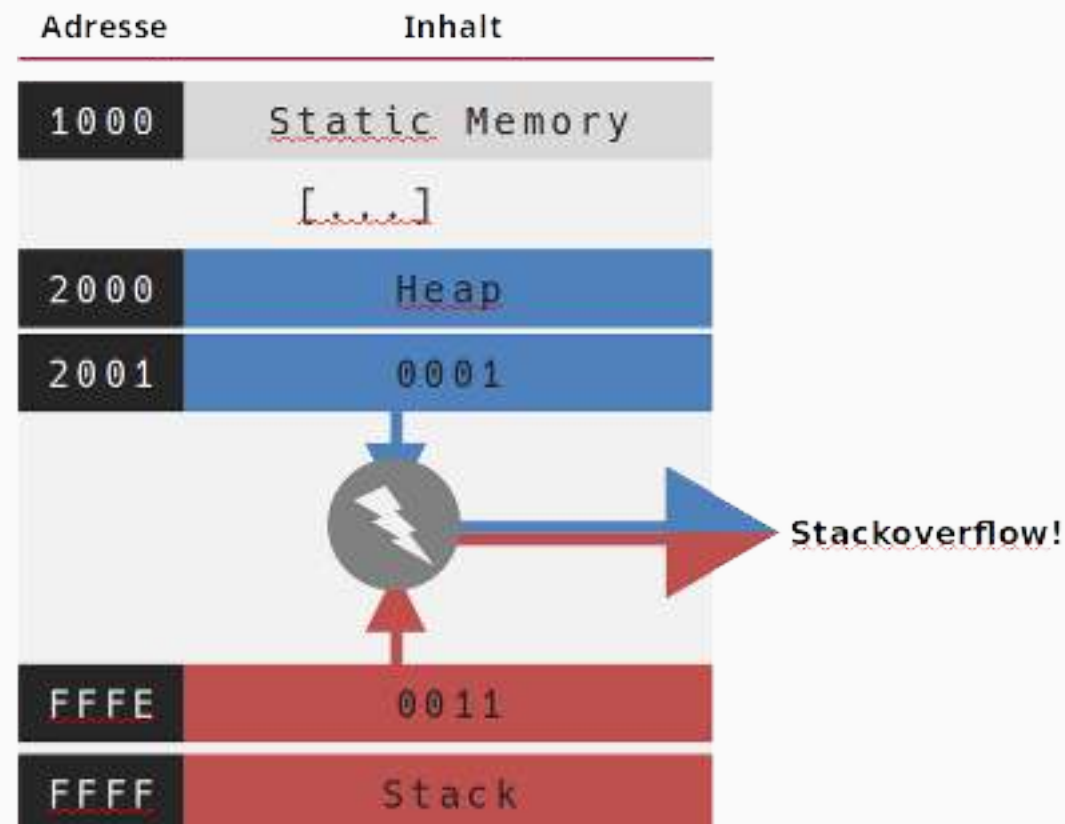 Adresse Inhalt
1000 Static Memory
[...]
2000 Heap
2001 0001
Stackoverflow!
FFFE 0011
FFFF Stack